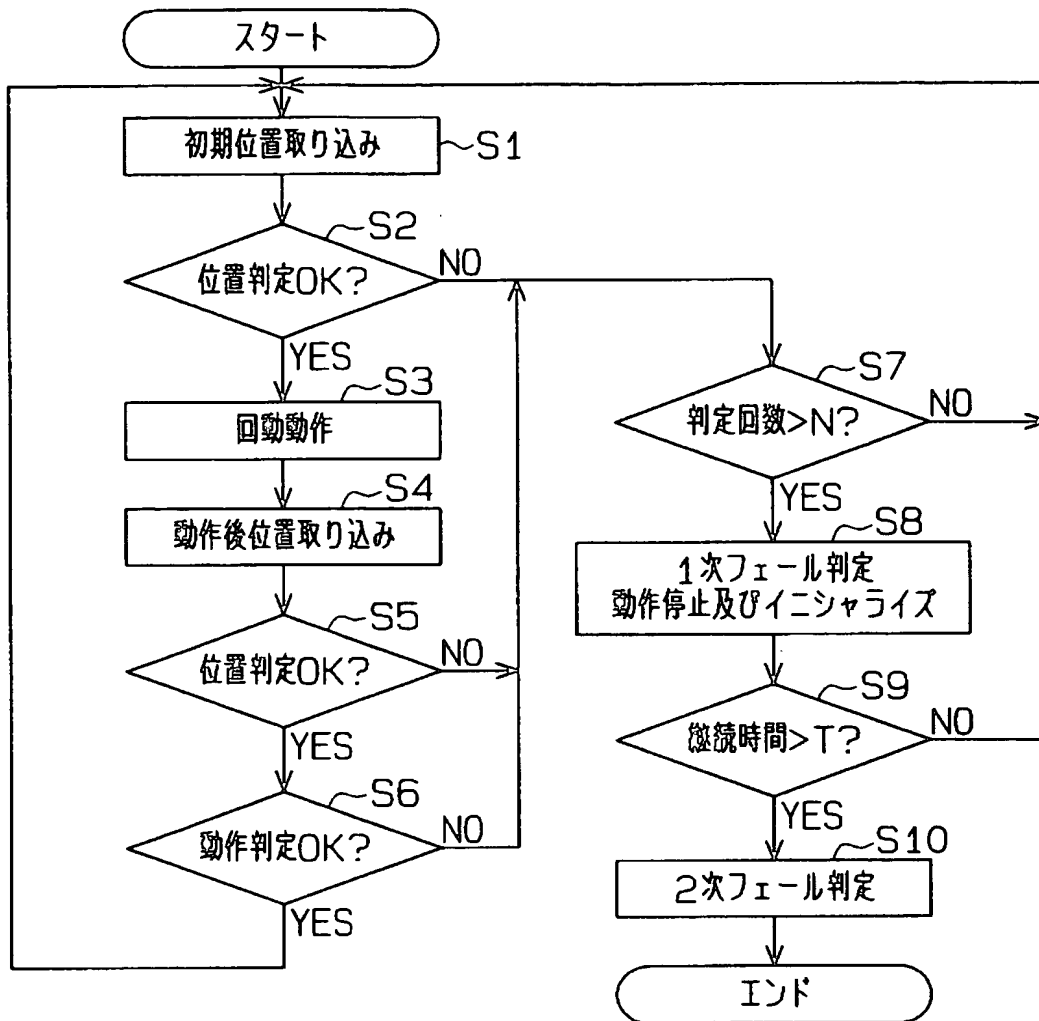 スタート
初期位置取り込み
S1
S2
位置判定OK?
NO
YES
S3
回動動作
S4
動作後位置取り込み
S5
位置判定OK?
NO
YES
S6
動作判定OK?
NO
YES
S7
判定回数>N?
NO
YES
S8
1次フェール判定
動作停止及びイニシャライズ
S9
継続時間>T?
NO
YES
S10
2次フェール判定
エンド